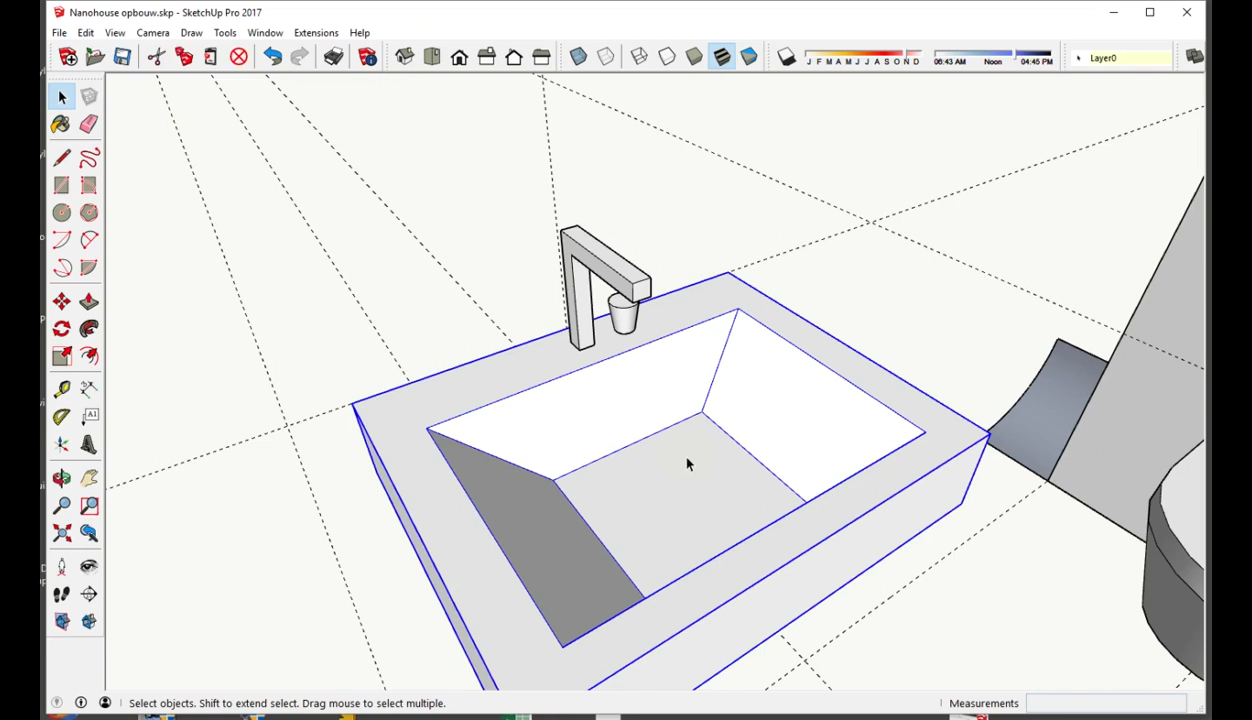 Nanohouse opbouw.skp - SketchUp Pro 2017
File Edit View Camera Draw Tools Window Extensions Help
J F M A M J J A S O N D 06:43 AM Noon 04:45 PM Layer0
A1
Select objects. Shift to extend select. Drag mouse to select multiple. Measurements